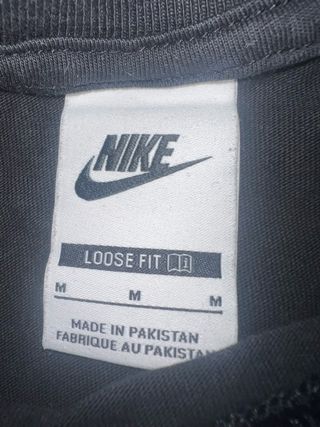 NIKE
LOOSE FIT
M M M
MADE IN PAKISTAN
FABRIQUE AU PAKISTAN